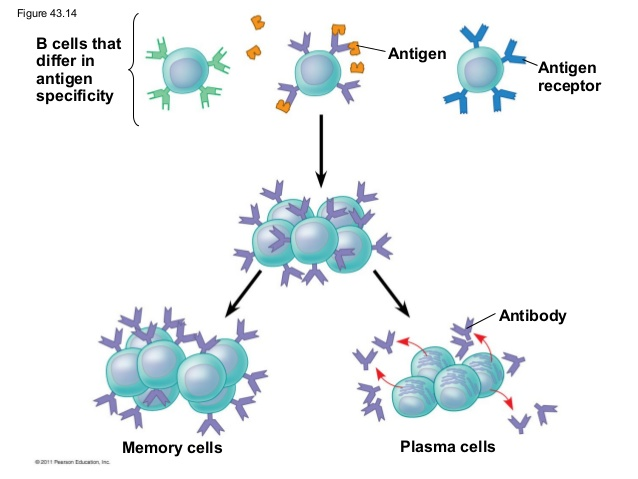 Figure 43.14
B cells that
differ in
antigen
specificity
Antigen
Antigen
receptor
Antibody
Memory cells
Plasma cells
© 2011 Pearson Education, Inc.